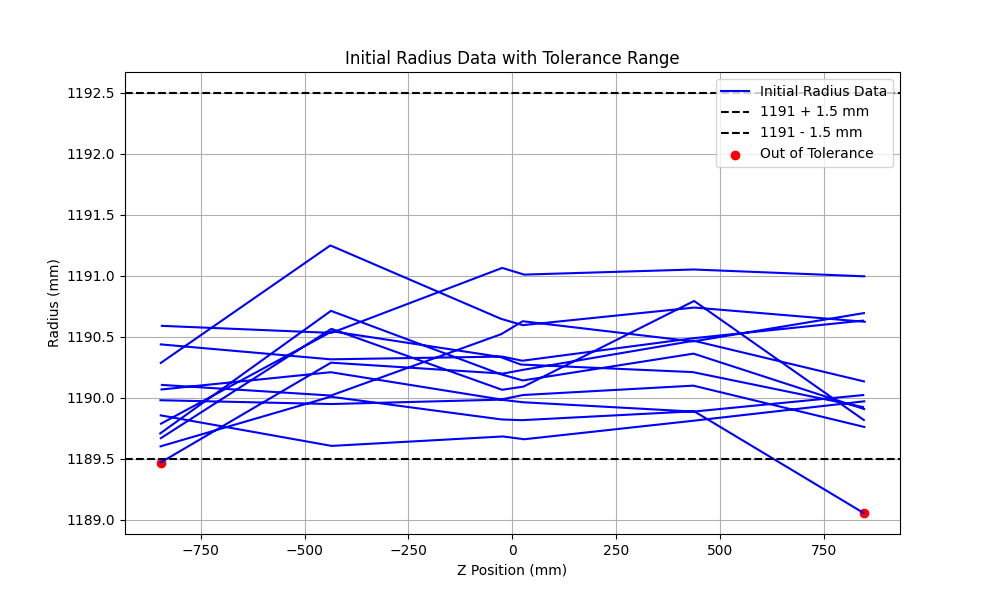 Initial Radius Data with Tolerance Range
Initial Radius Data
1191 + 1.5 mm
1191 - 1.5 mm
Out of Tolerance
Radius (mm)
1192.5
1192.0
1191.5
1191.0
1190.5
1190.0
1189.5
1189.0
−750
−500
−250
0
250
500
750
Z Position (mm)